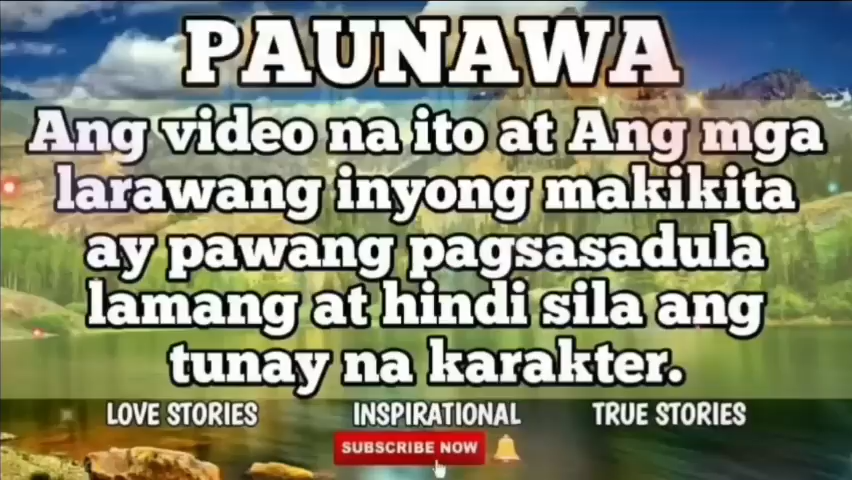 PAUNAWA
Ang video na ito at Ang mga
larawang inyong makikita
ay pawang pagsasadula
lamang at hindi sila ang
tunay na karakter.
LOVE STORIES INSPIRATIONAL TRUE STORIES
SUBSCRIBE NOW